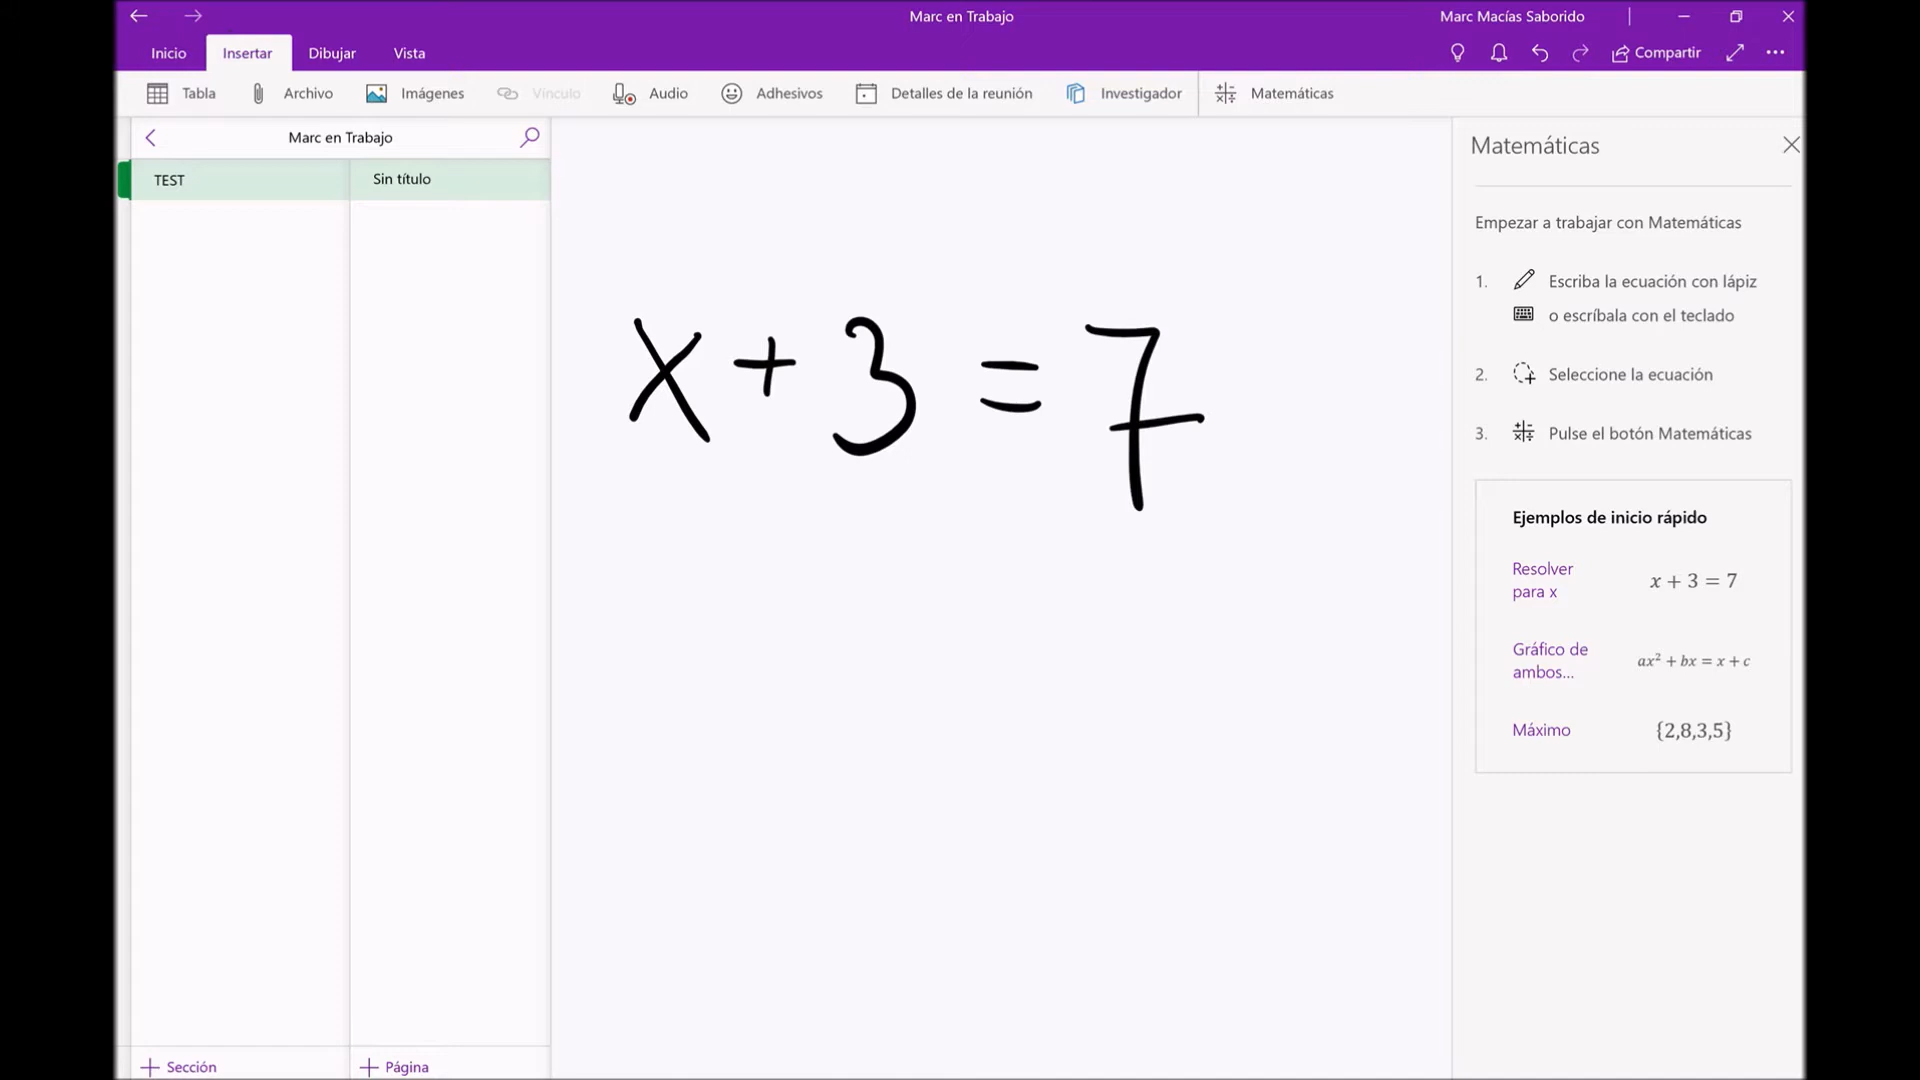 Marc en Trabajo
Marc Macías Saborido
Inicio
Insertar
Dibujar
Vista
Compartir
Tabla
Archivo
Imágenes
Vínculo
Audio
Adhesivos
Detalles de la reunión
Investigador
Matemáticas
Marc en Trabajo
TEST
Sin título
x + 3 = 7
Matemáticas
Empezar a trabajar con Matemáticas
1. Escriba la ecuación con lápiz
o escríbala con el teclado
2. Seleccione la ecuación
3. Pulse el botón Matemáticas
Ejemplos de inicio rápido
Resolver
para x
x + 3 = 7
Gráfico de
ambos...
ax² + bx = x + c
Máximo
{2,8,3,5}
Sección
Página